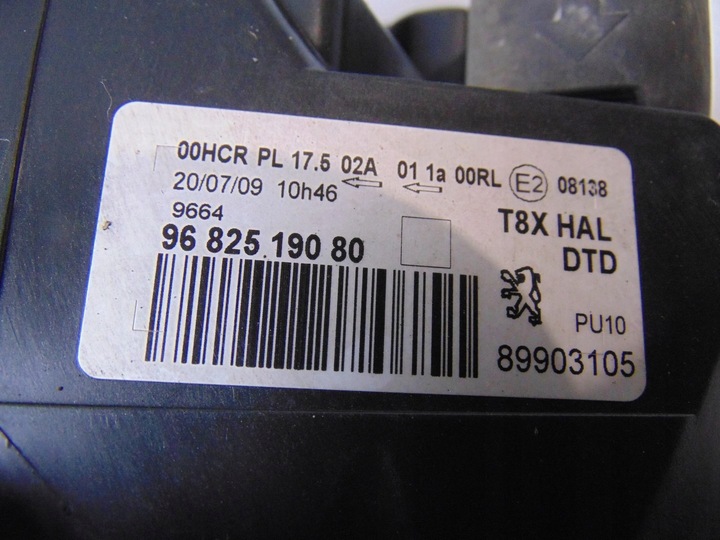 00HCR PL 17.5 02A 01 1a 00RL E2 08138
20/07/09 10h46
9664
T8X HAL
96 825 190 80
DTD
PU10
89903105